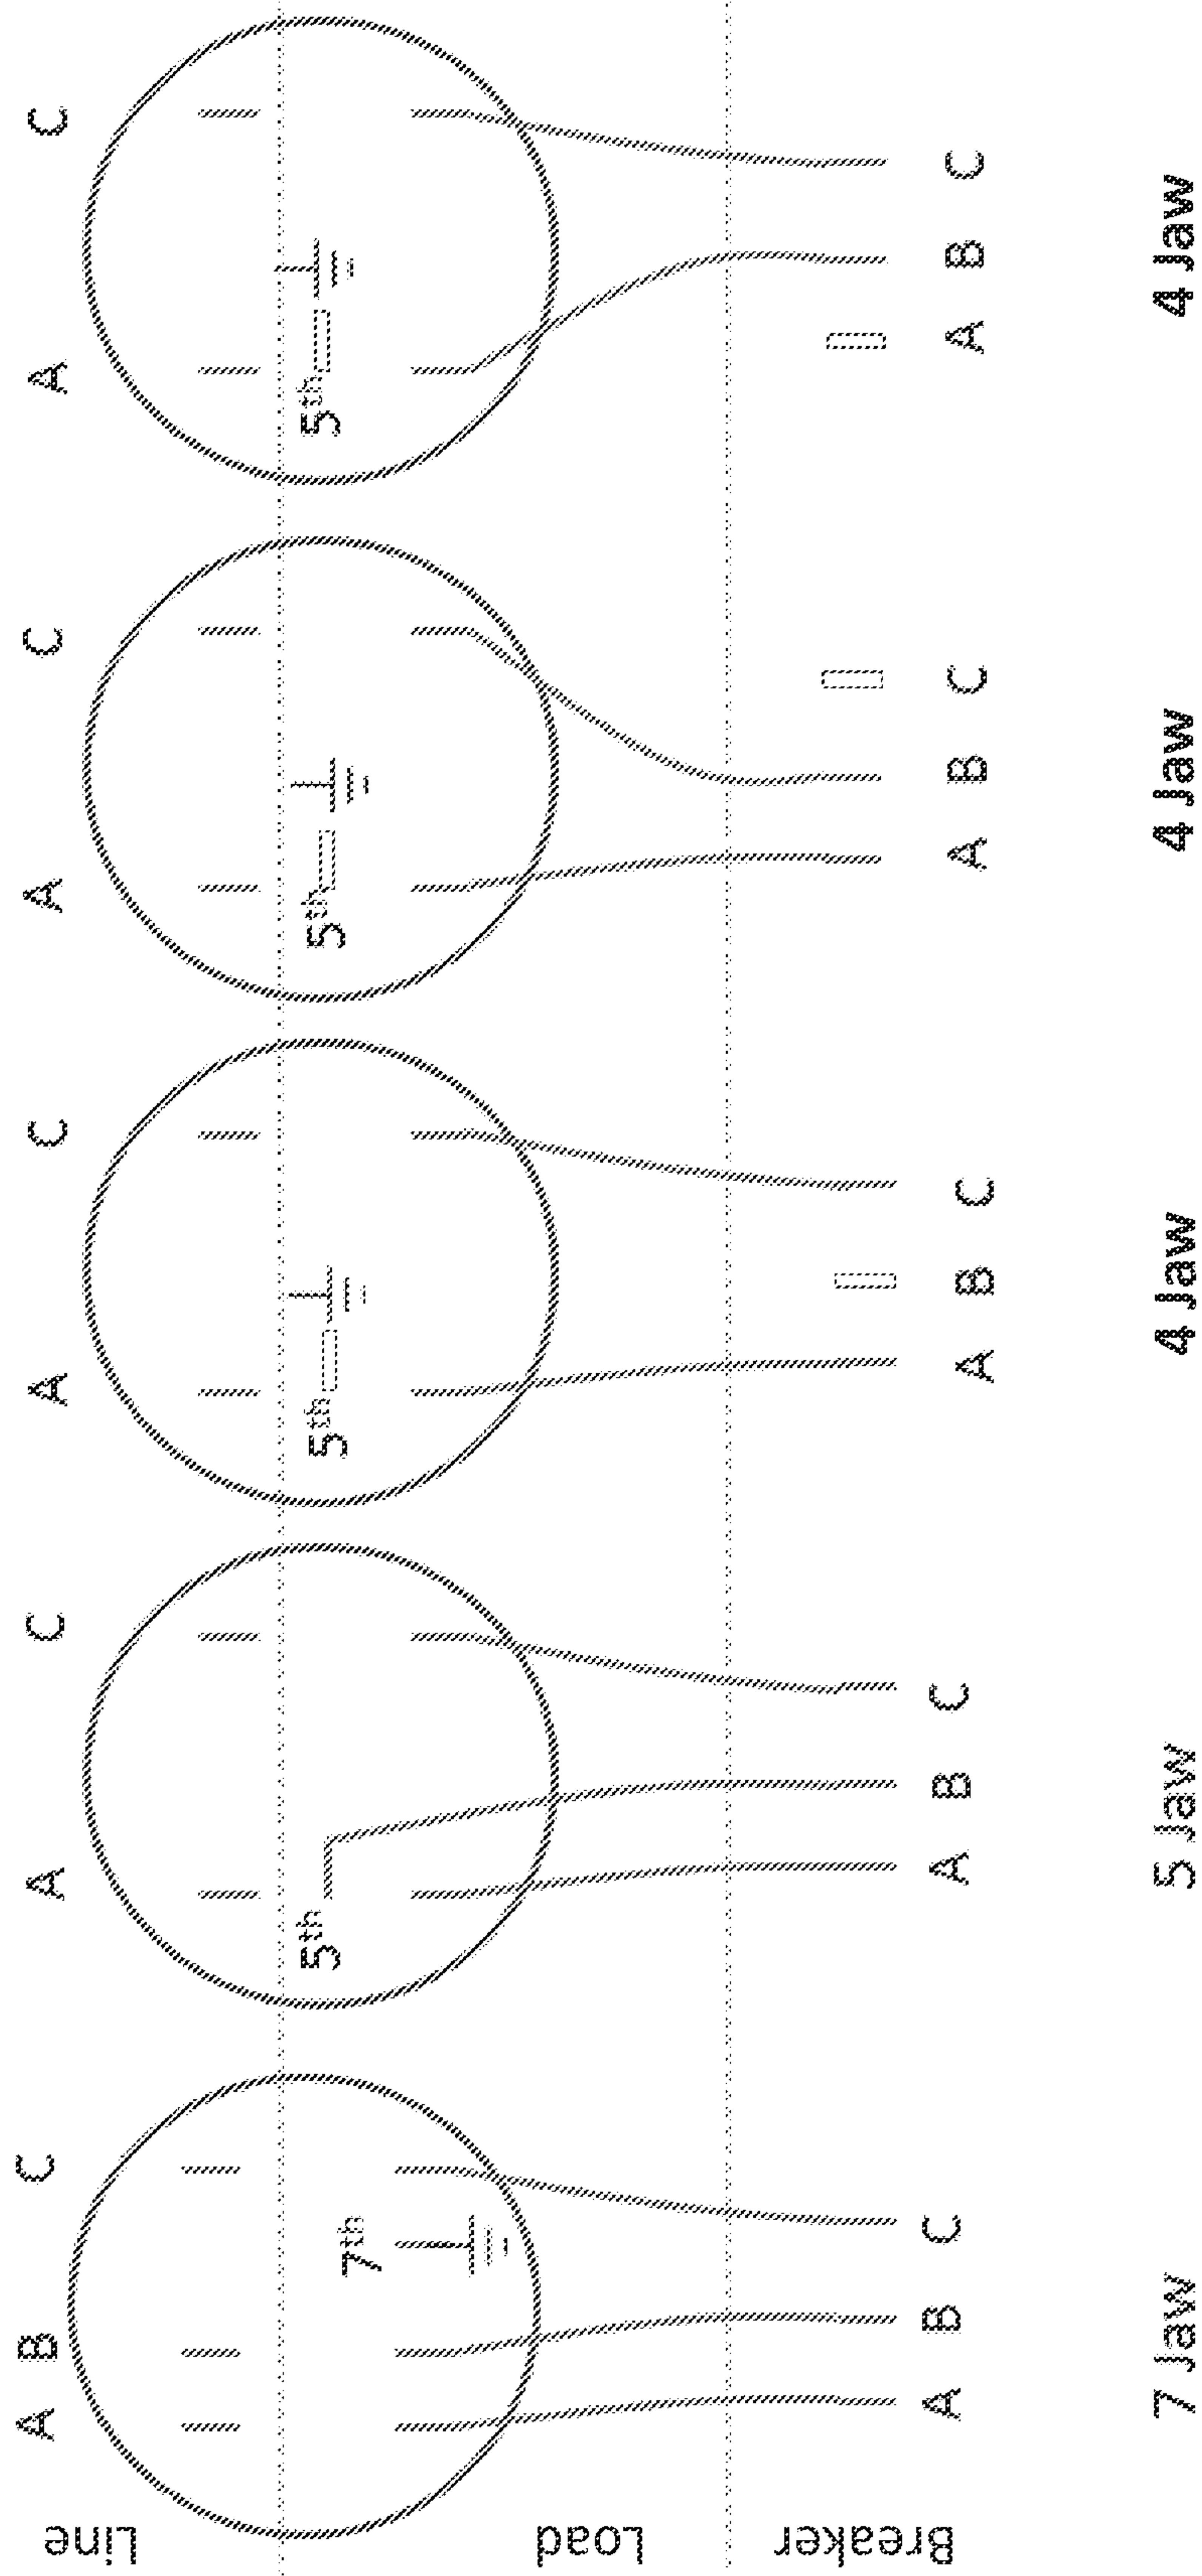 A B C A C A C A C A C
Line
7th 5th 5th 5th 5th
Load
Breaker
A B C A B C A B C A B C A B C
7 Jaw 5 Jaw 4 Jaw 4 Jaw 4 Jaw